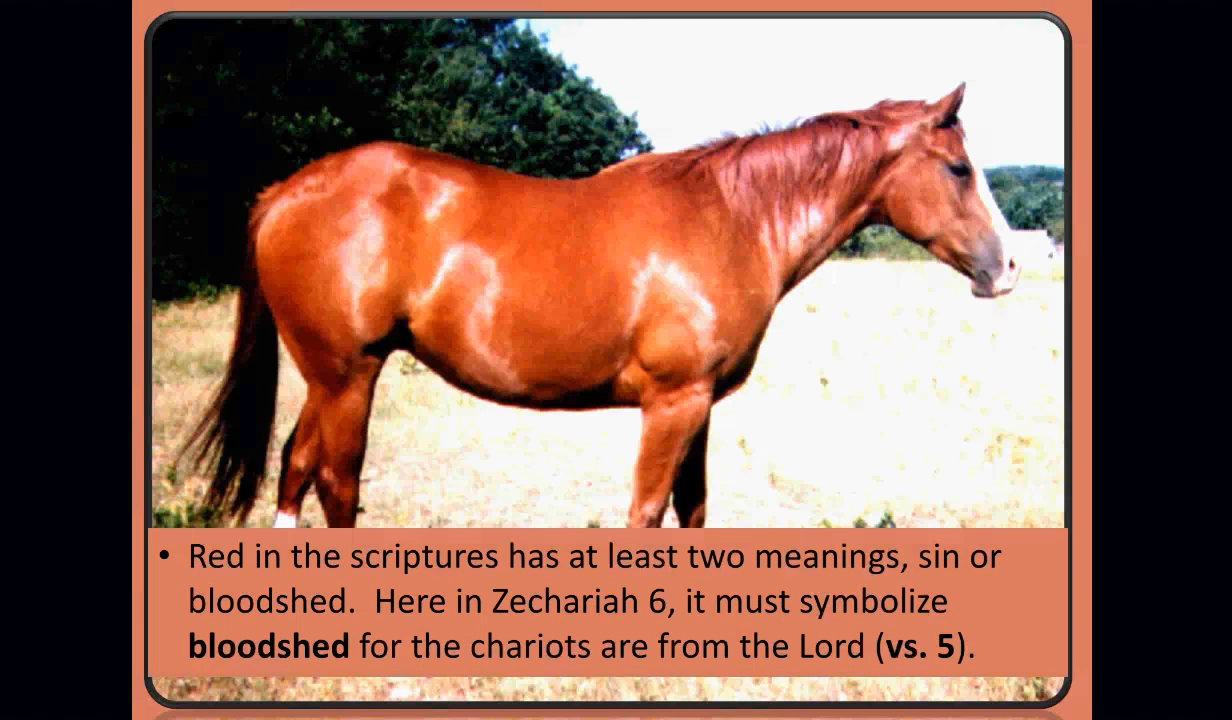 • Red in the scriptures has at least two meanings, sin or
bloodshed.  Here in Zechariah 6, it must symbolize
bloodshed for the chariots are from the Lord (vs. 5).